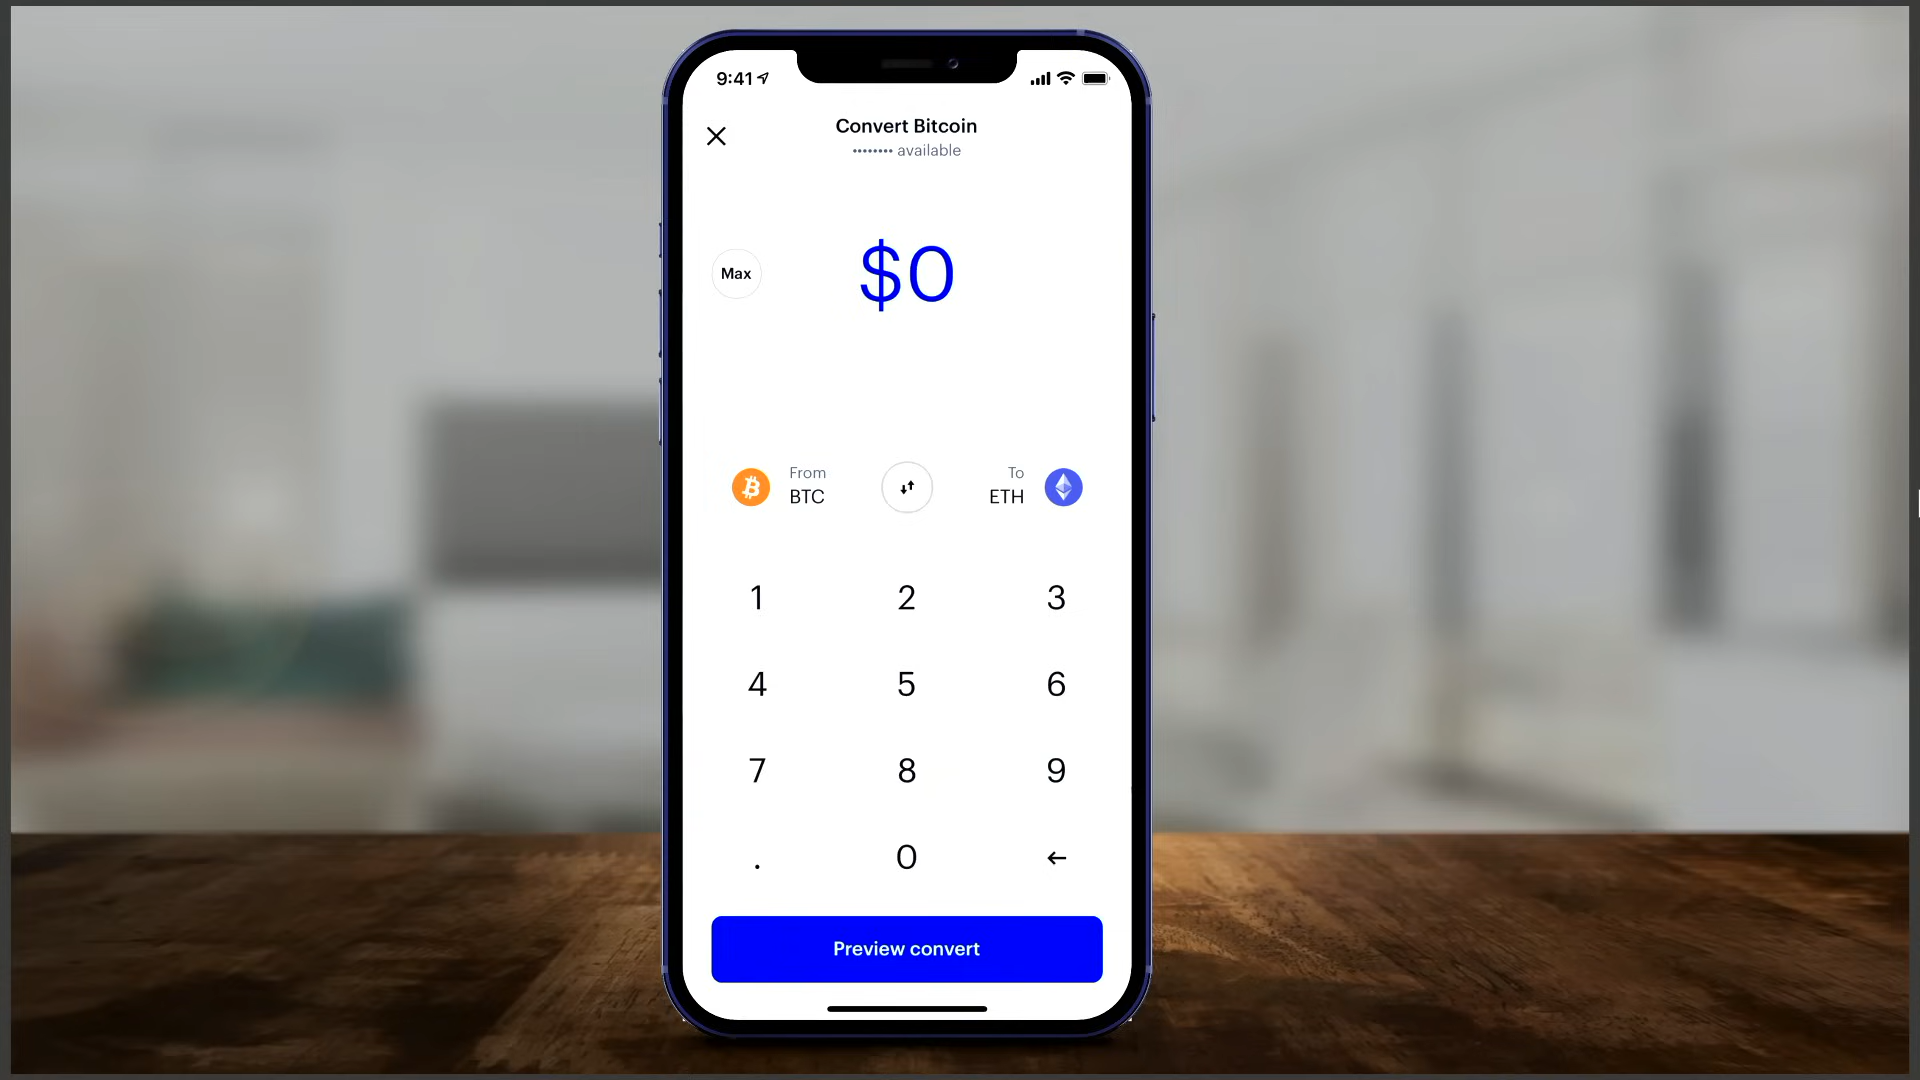 9:41
Convert Bitcoin
•••••••• available
Max
$0
From
BTC
To
ETH
1 2 3
4 5 6
7 8 9
. 0
Preview convert